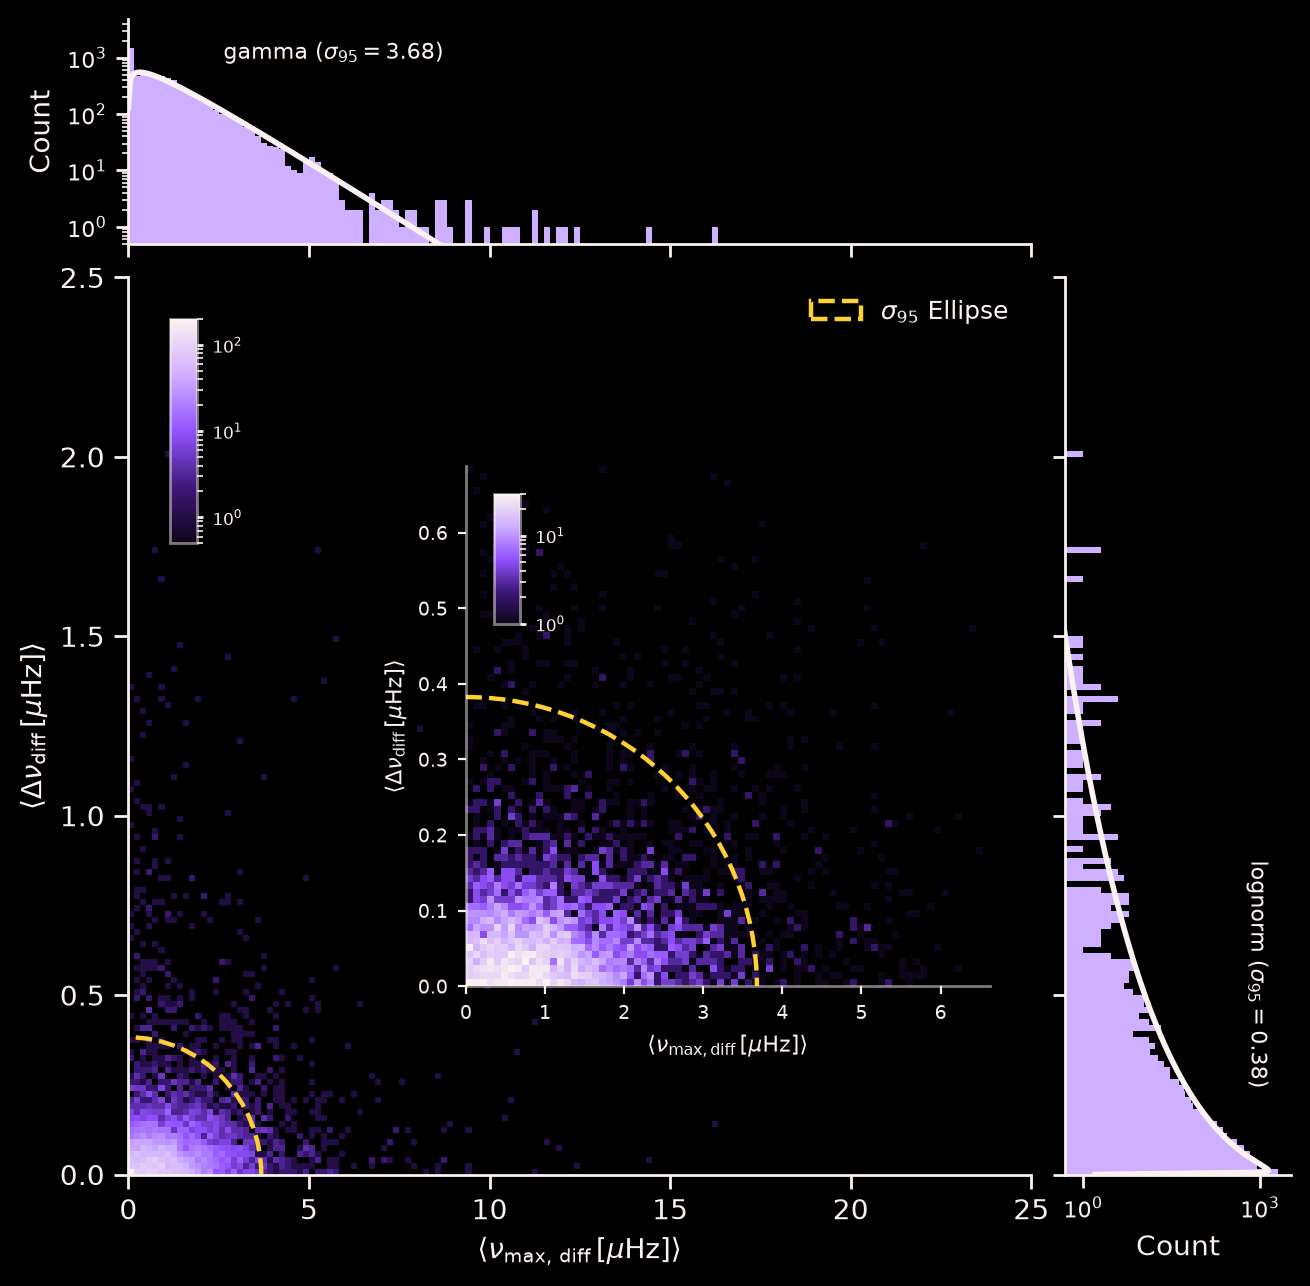 gamma (σ₉₅ = 3.68)
Count
10³
10²
10¹
10⁰
σ₉₅ Ellipse
2.5
2.0
1.5
1.0
0.5
0.0
⟨Δν_diff [μHz]⟩
10²
10¹
10⁰
0.6
0.5
0.4
0.3
0.2
0.1
0.0
⟨Δν_diff [μHz]⟩
10¹
10⁰
0 1 2 3 4 5 6
⟨ν_max, diff [μHz]⟩
lognorm (σ₉₅ = 0.38)
0 5 10 15 20 25
⟨ν_max, diff [μHz]⟩
10⁰ 10³
Count